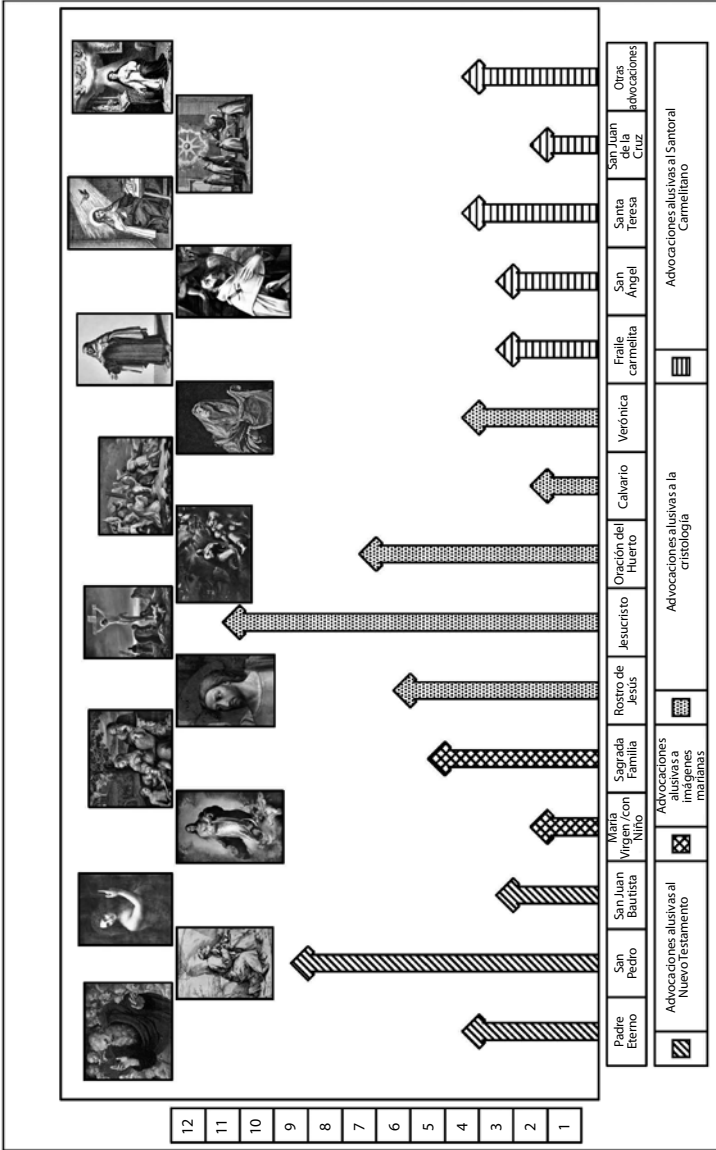 12
11
10
9
8
7
6
5
4
3
2
1
Padre
Eterno
San
Pedro
San Juan
Bautista
María
Virgen /con
Niño
Sagrada
Familia
Rostro de
Jesús
Jesucristo
Oración del
Huerto
Calvario
Verónica
Fraile
carmelita
San
Ángel
Santa
Teresa
San Juan
de la
Cruz
Otras
advocaciones
Advocaciones alusivas al
Nuevo Testamento
Advocaciones
alusivas a
imágenes
marianas
Advocaciones alusivas a la
cristología
Advocaciones alusivas al Santoral
Carmelitano